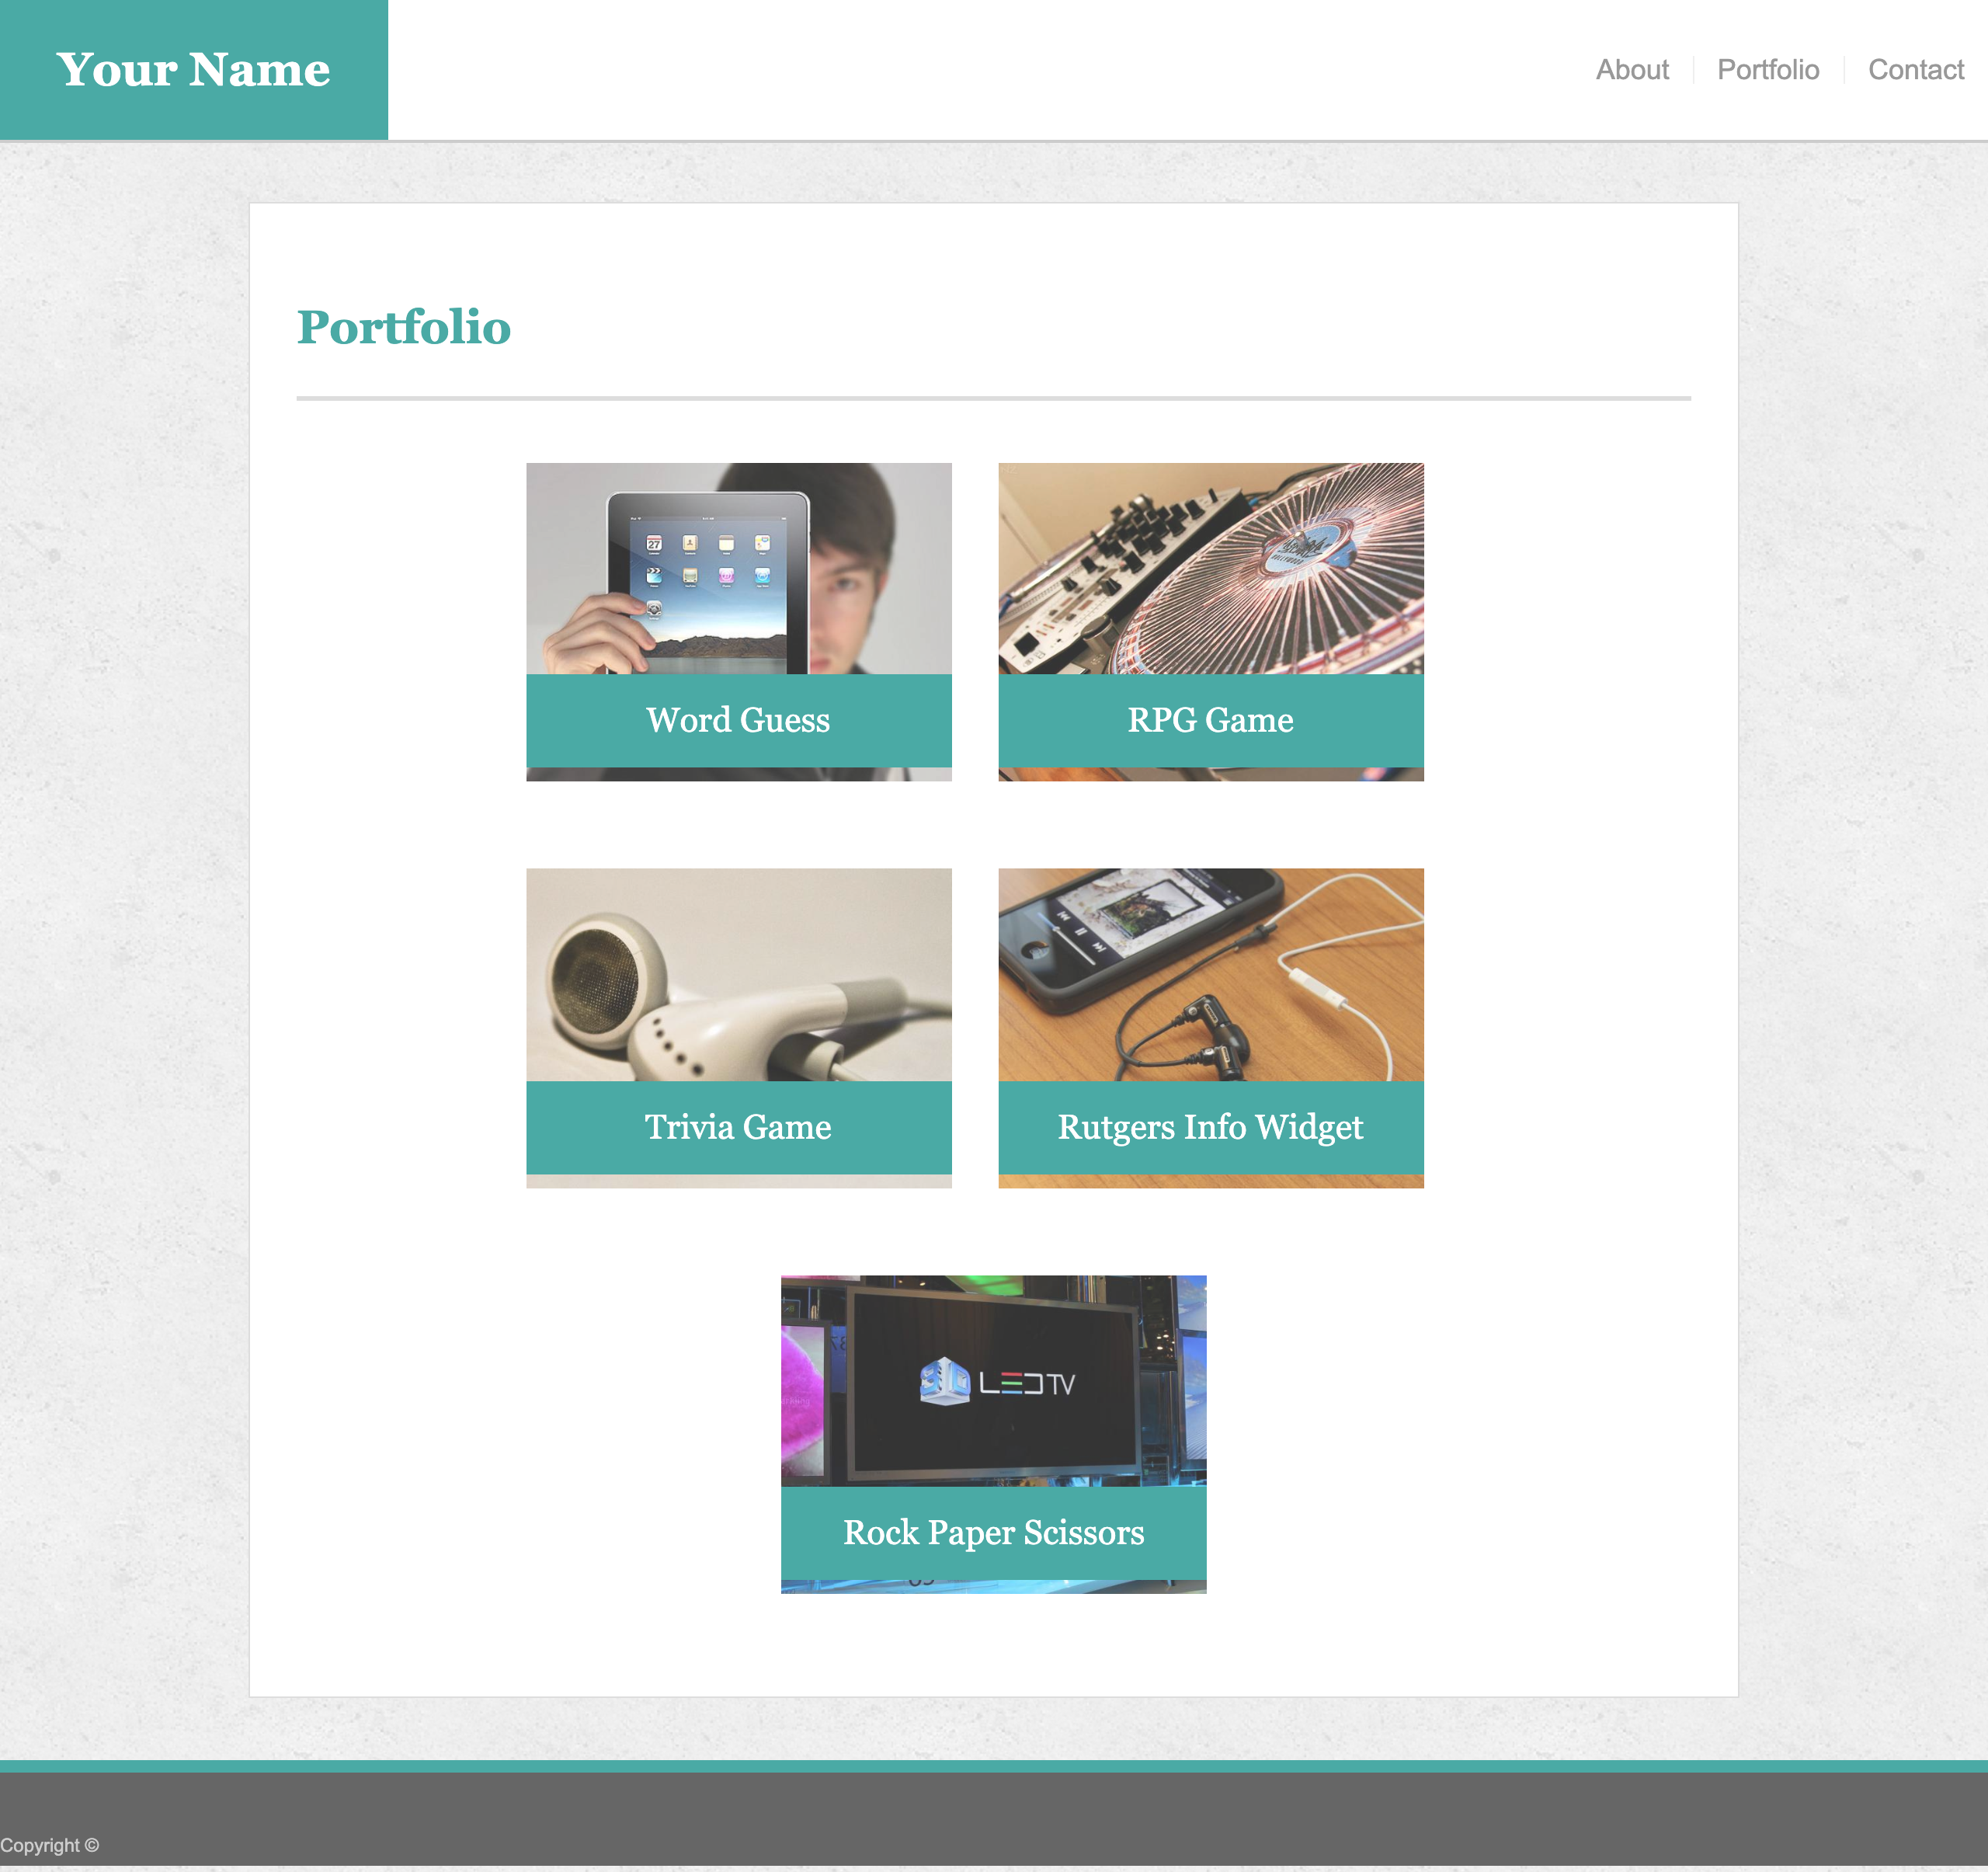 Your Name
About
Portfolio
Contact
Portfolio
27
Word Guess
RPG Game
Trivia Game
Rutgers Info Widget
3D LED TV
Rock Paper Scissors
Copyright ©